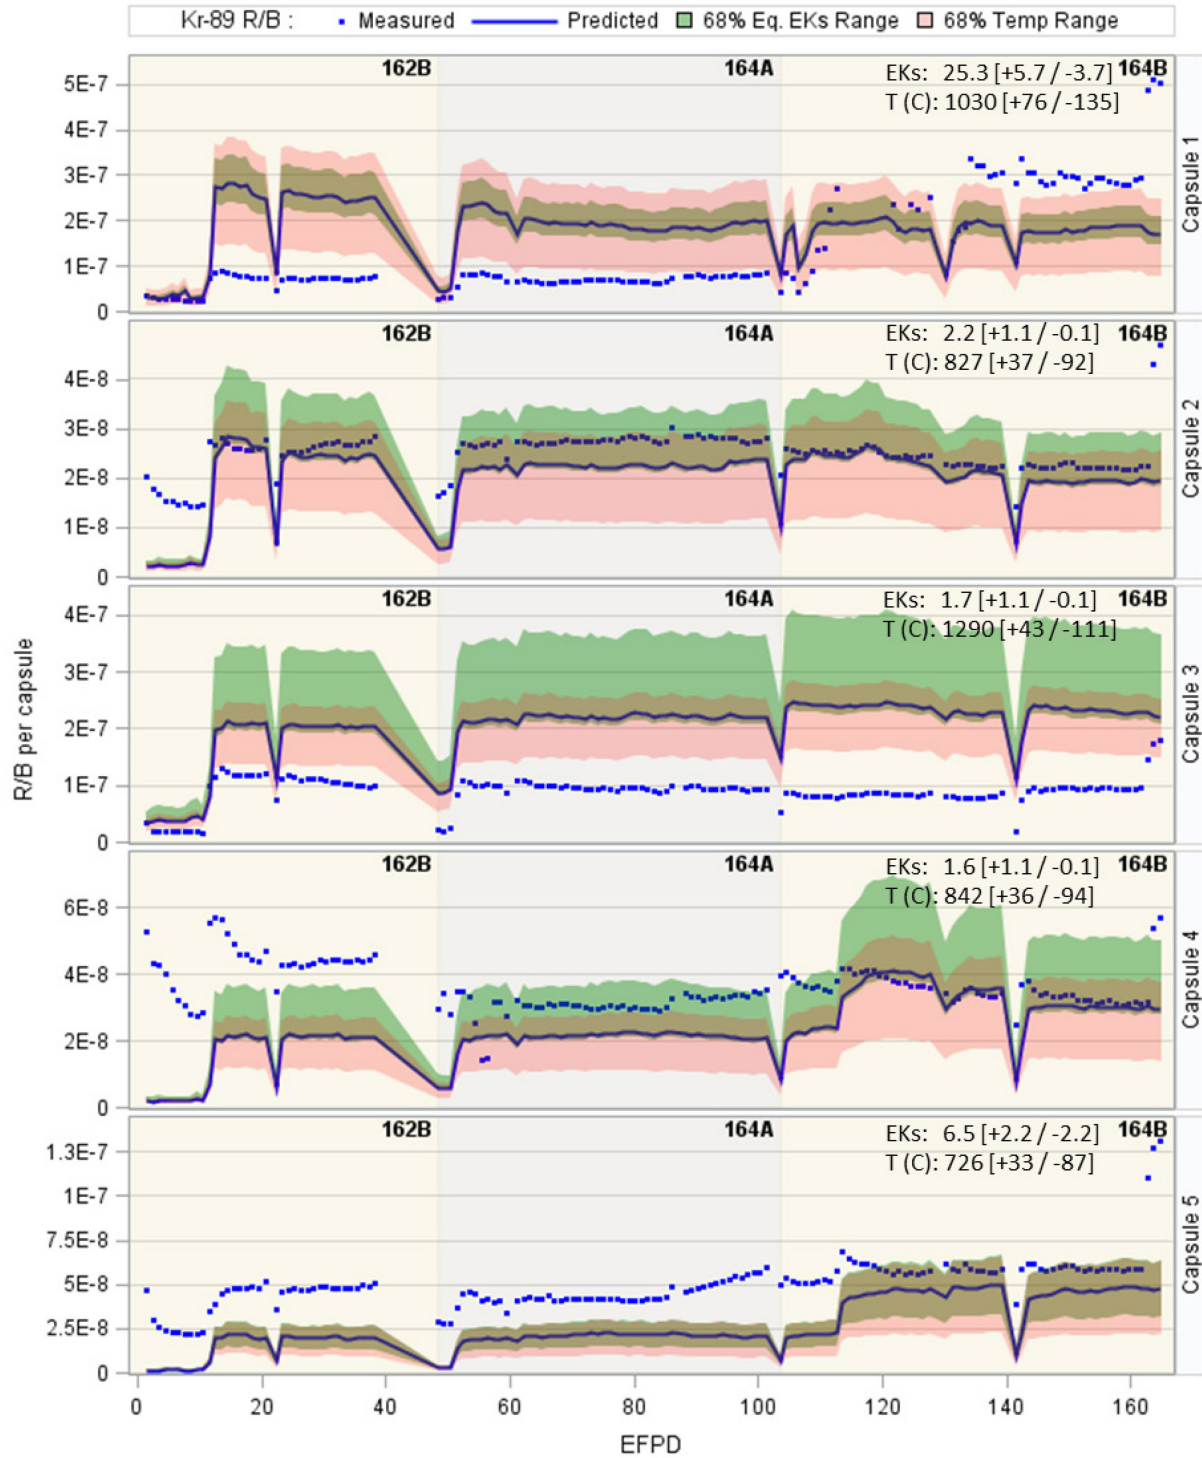 Kr-89 R/B : Measured Predicted 68% Eq. EKs Range 68% Temp Range
162B 164A 164B
EKs: 25.3 [+5.7 / -3.7]
T (C): 1030 [+76 / -135]
5E-7
4E-7
3E-7
2E-7
1E-7
0
Capsule 1
162B 164A 164B
EKs: 2.2 [+1.1 / -0.1]
T (C): 827 [+37 / -92]
4E-8
3E-8
2E-8
1E-8
0
Capsule 2
162B 164A 164B
EKs: 1.7 [+1.1 / -0.1]
T (C): 1290 [+43 / -111]
4E-7
3E-7
2E-7
1E-7
0
Capsule 3
R/B per capsule
162B 164A 164B
EKs: 1.6 [+1.1 / -0.1]
T (C): 842 [+36 / -94]
6E-8
4E-8
2E-8
0
Capsule 4
162B 164A 164B
EKs: 6.5 [+2.2 / -2.2]
T (C): 726 [+33 / -87]
1.3E-7
1E-7
7.5E-8
5E-8
2.5E-8
0
Capsule 5
0 20 40 60 80 100 120 140 160
EFPD